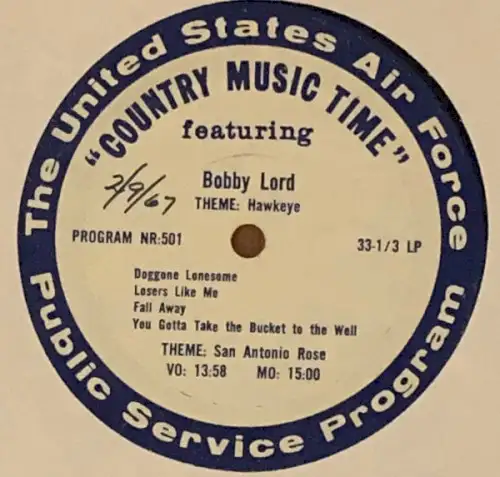 The United States Air Force
"COUNTRY MUSIC TIME"
featuring
Bobby Lord
2/9/67
THEME: Hawkeye
PROGRAM NR:501
33-1/3 LP
Doggone Lonesome
Losers Like Me
Fall Away
You Gotta Take the Bucket to the Well
THEME: San Antonio Rose
VO: 13:58 MO: 15:00
Public Service Program